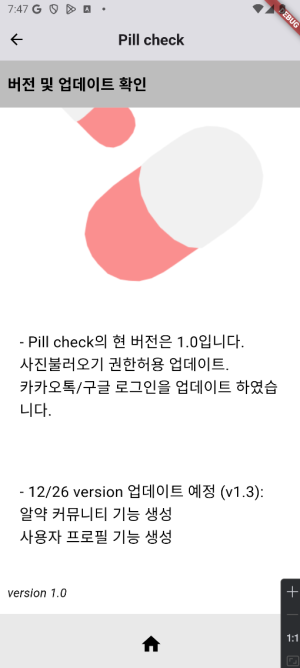 7:47
DEBUG
Pill check
버전 및 업데이트 확인
- Pill check의 현 버전은 1.0입니다.
사진불러오기 권한허용 업데이트.
카카오톡/구글 로그인을 업데이트 하였습
니다.
- 12/26 version 업데이트 예정 (v1.3):
알약 커뮤니티 기능 생성
사용자 프로필 기능 생성
version 1.0
1:1